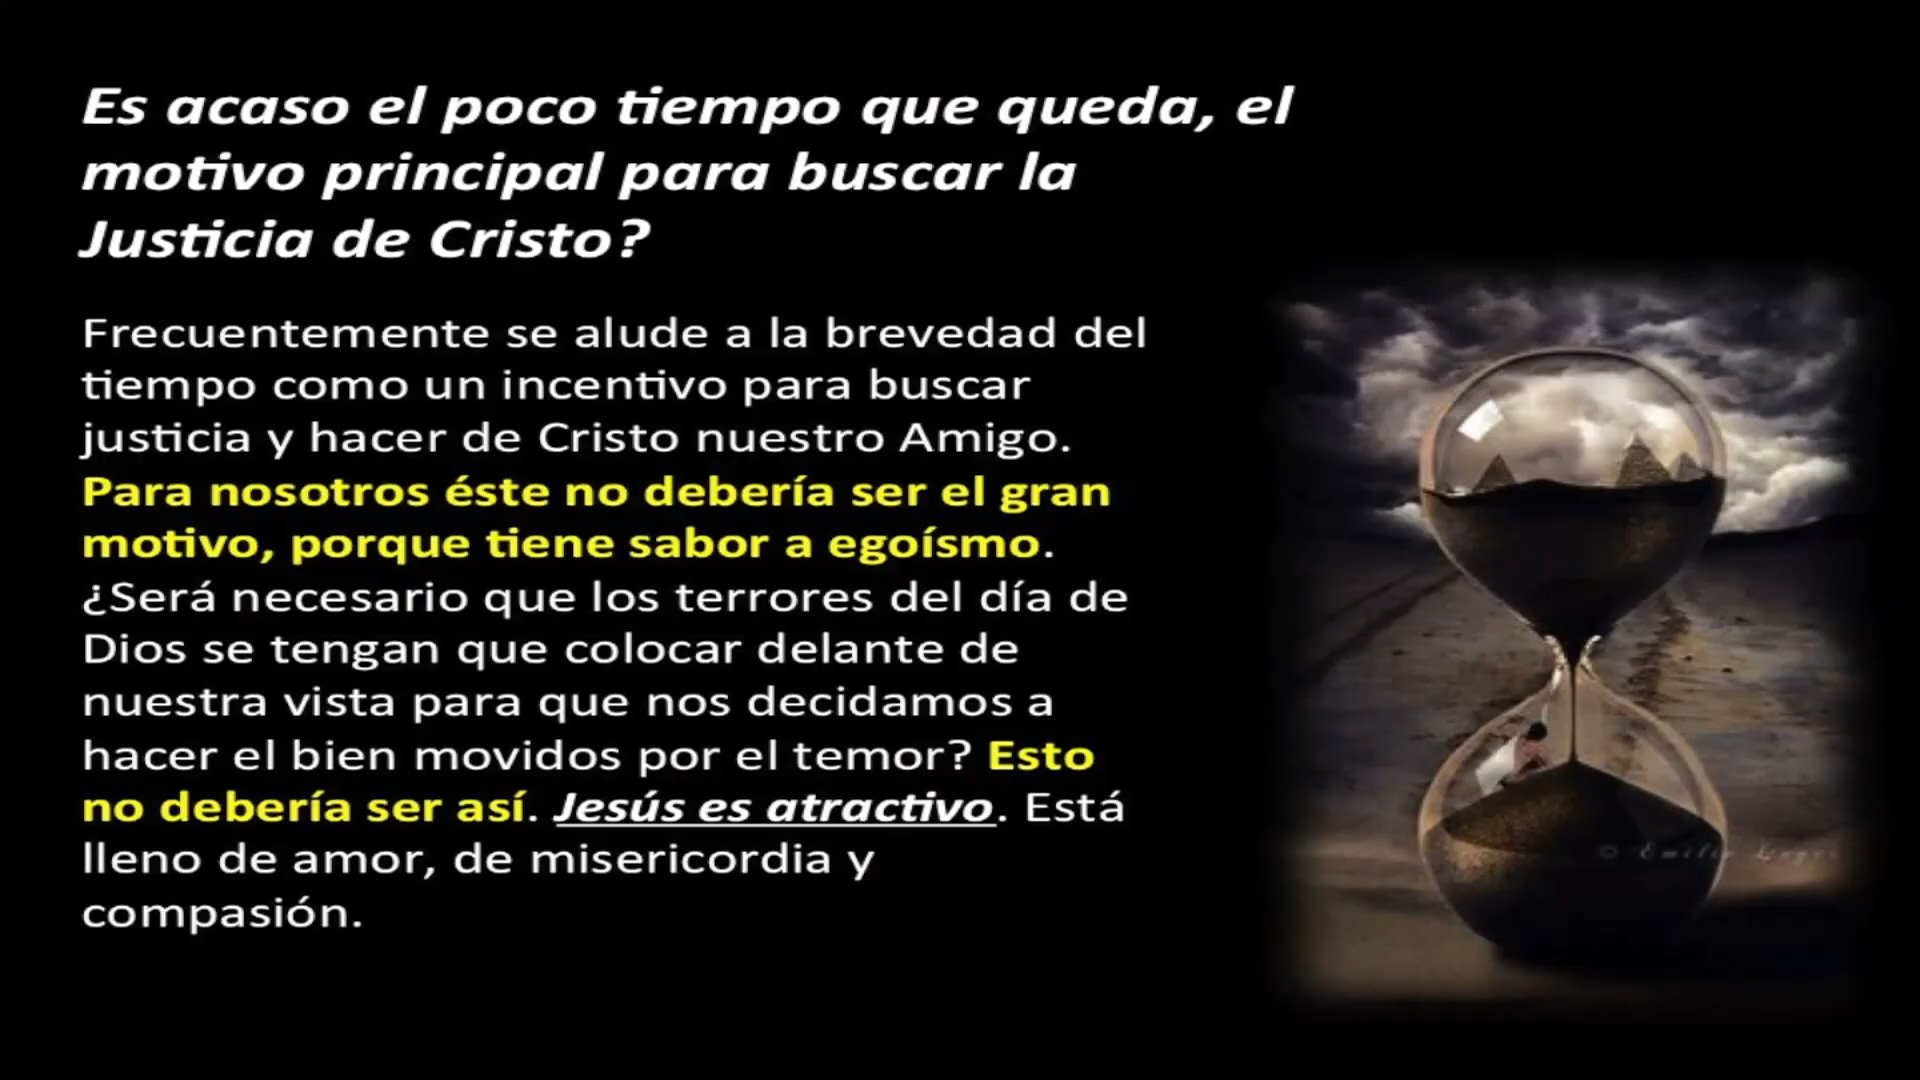 Es acaso el poco tiempo que queda, el
motivo principal para buscar la
Justicia de Cristo?
Frecuentemente se alude a la brevedad del
tiempo como un incentivo para buscar
justicia y hacer de Cristo nuestro Amigo.
Para nosotros éste no debería ser el gran
motivo, porque tiene sabor a egoísmo.
¿Será necesario que los terrores del día de
Dios se tengan que colocar delante de
nuestra vista para que nos decidamos a
hacer el bien movidos por el temor? Esto
no debería ser así. Jesús es atractivo. Está
lleno de amor, de misericordia y
compasión.